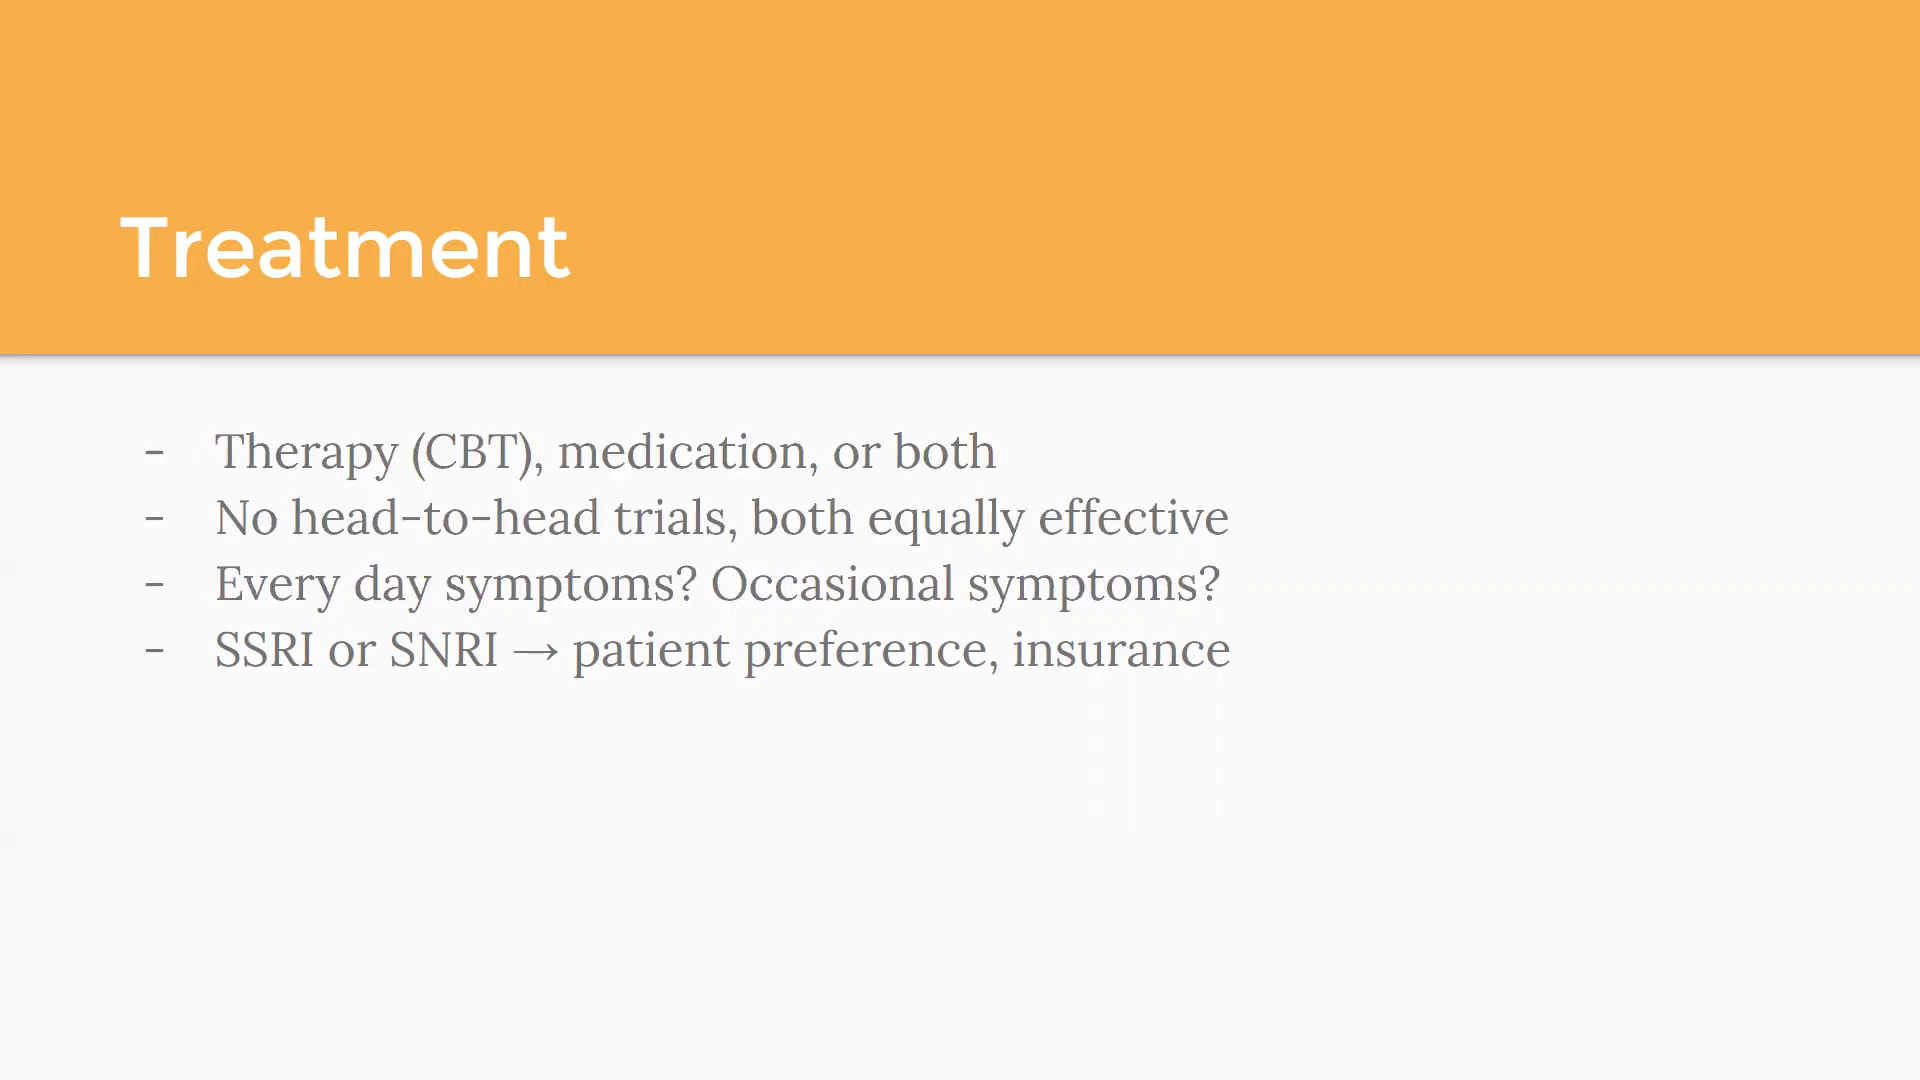 Treatment
- Therapy (CBT), medication, or both
- No head-to-head trials, both equally effective
- Every day symptoms? Occasional symptoms?
- SSRI or SNRI → patient preference, insurance